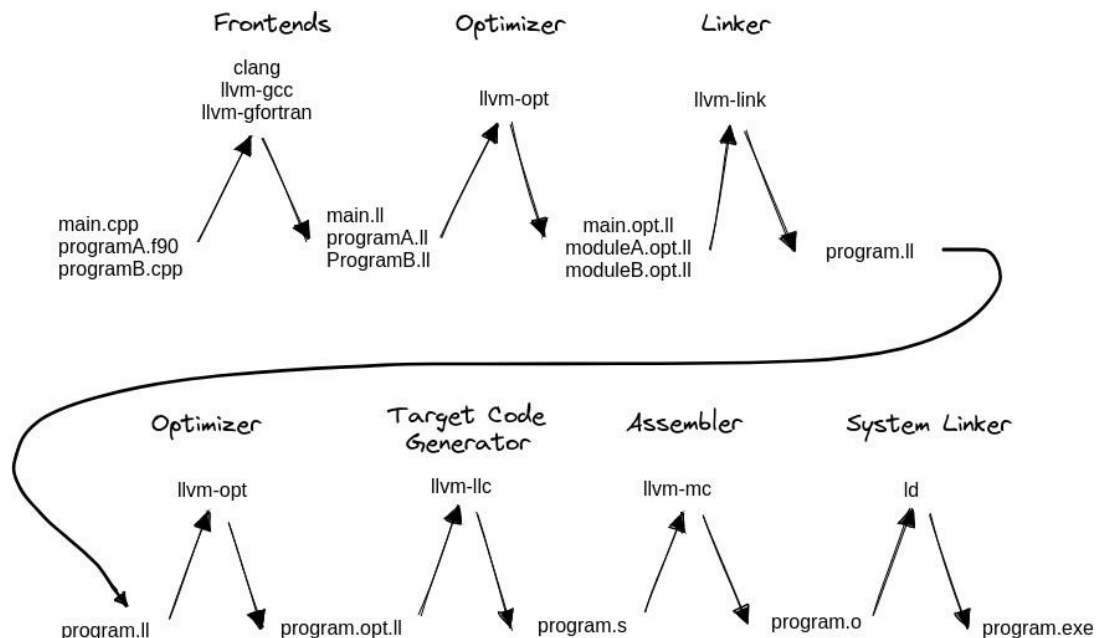 Frontends
Optimizer
Linker
clang
llvm-gcc
llvm-gfortran
llvm-opt
llvm-link
main.cpp
programA.f90
programB.cpp
main.ll
programA.ll
ProgramB.ll
main.opt.ll
moduleA.opt.ll
moduleB.opt.ll
program.ll
Optimizer
Target Code
Generator
Assembler
System Linker
llvm-opt
llvm-llc
llvm-mc
ld
program.ll
program.opt.ll
program.s
program.o
program.exe